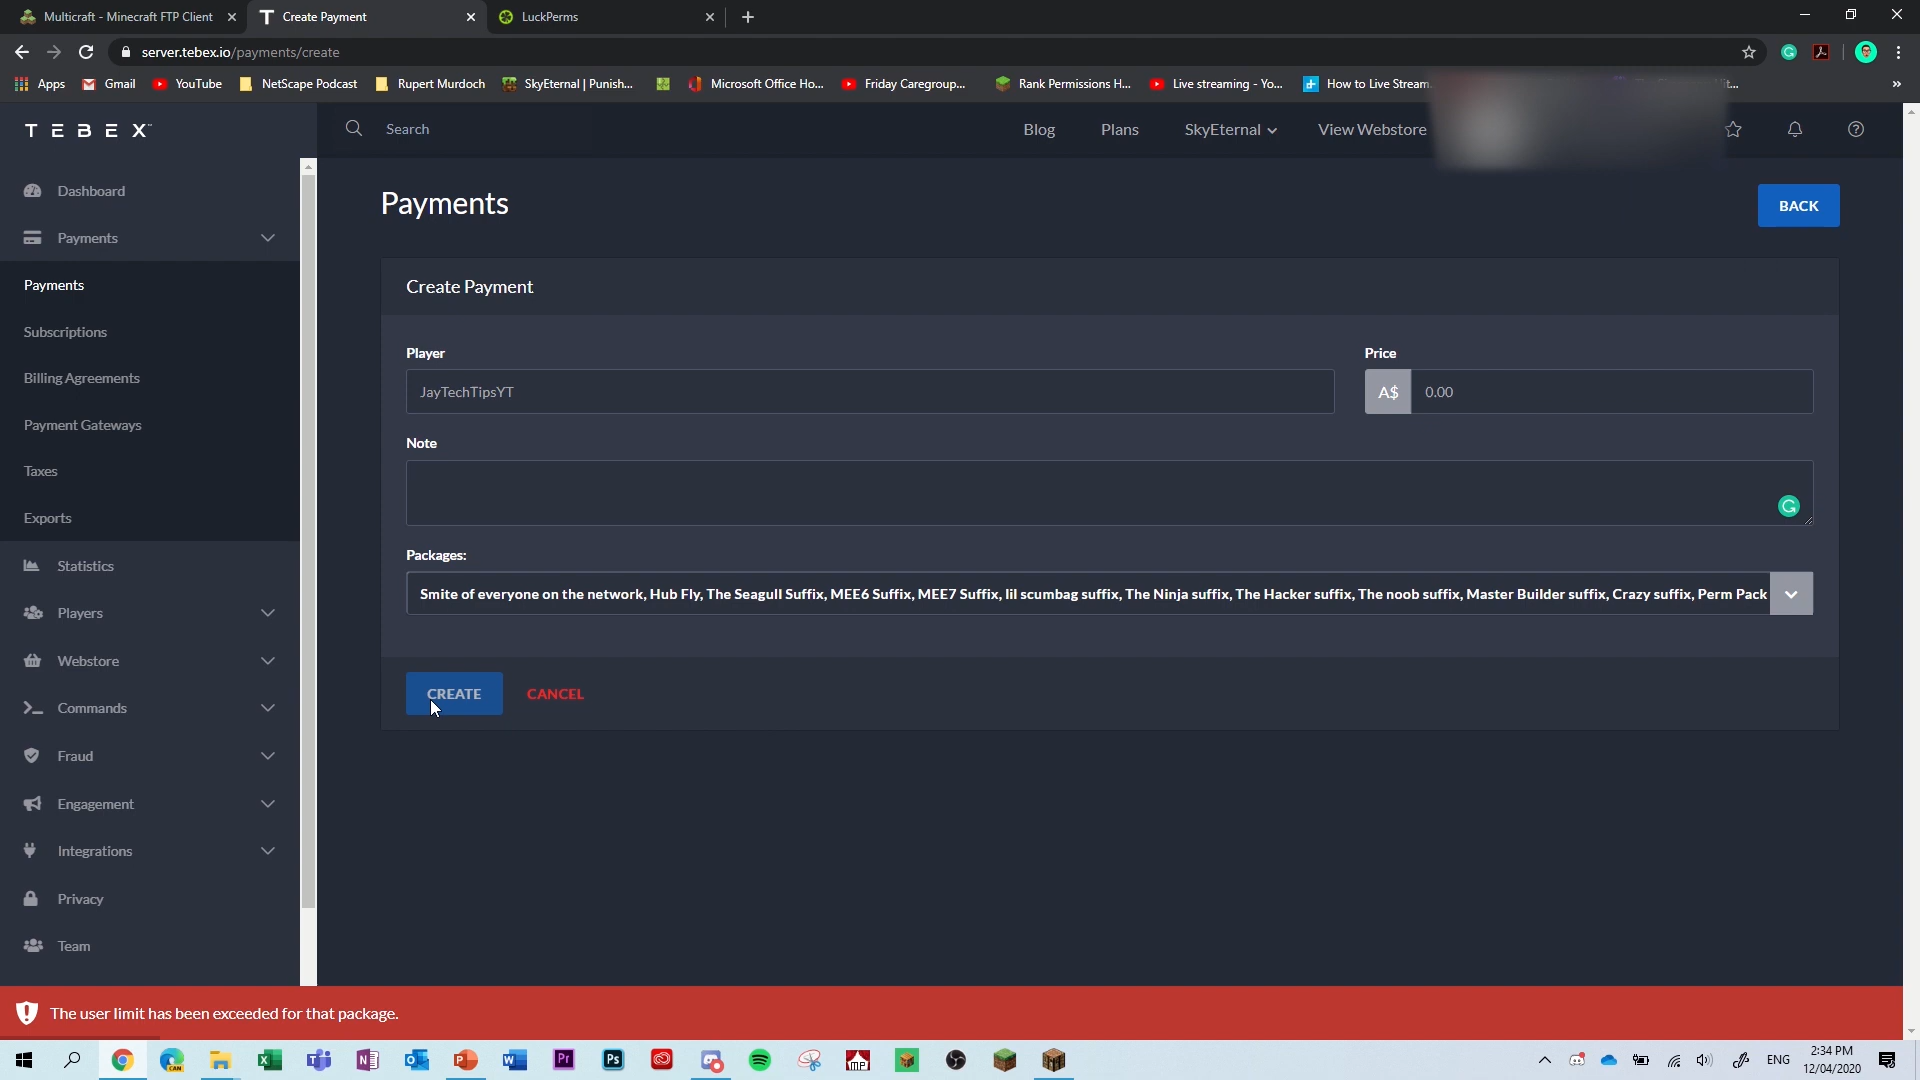 Multicraft - Minecraft FTP Client
Create Payment
LuckPerms
server.tebex.io/payments/create
Apps
Gmail
YouTube
NetScape Podcast
Rupert Murdoch
SkyEternal | Punish...
Microsoft Office Ho...
Friday Caregroup...
Rank Permissions H...
Live streaming - Yo...
How to Live Stream
TEBEX
Search
Blog
Plans
SkyEternal
View Webstore
Dashboard
Payments
Payments
Subscriptions
Billing Agreements
Payment Gateways
Taxes
Exports
Statistics
Players
Webstore
Commands
Fraud
Engagement
Integrations
Privacy
Team
Payments
BACK
Create Payment
Player
Price
JayTechTipsYT
A$ 0.00
Note
Packages:
Smite of everyone on the network, Hub Fly, The Seagull Suffix, MEE6 Suffix, MEE7 Suffix, lil scumbag suffix, The Ninja suffix, The Hacker suffix, The noob suffix, Master Builder suffix, Crazy suffix, Perm Pack
CREATE
CANCEL
The user limit has been exceeded for that package.
ENG
2:34 PM
12/04/2020